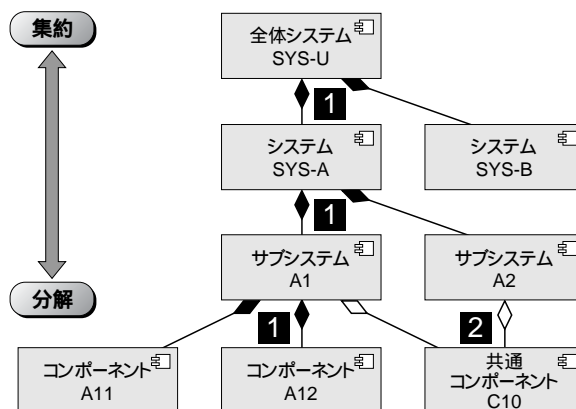 集約
全体システム
SYS-U
1
システム
SYS-A
システム
SYS-B
1
サブシステム
A1
サブシステム
A2
分解
1
2
コンポーネント
A11
コンポーネント
A12
共通
コンポーネント
C10